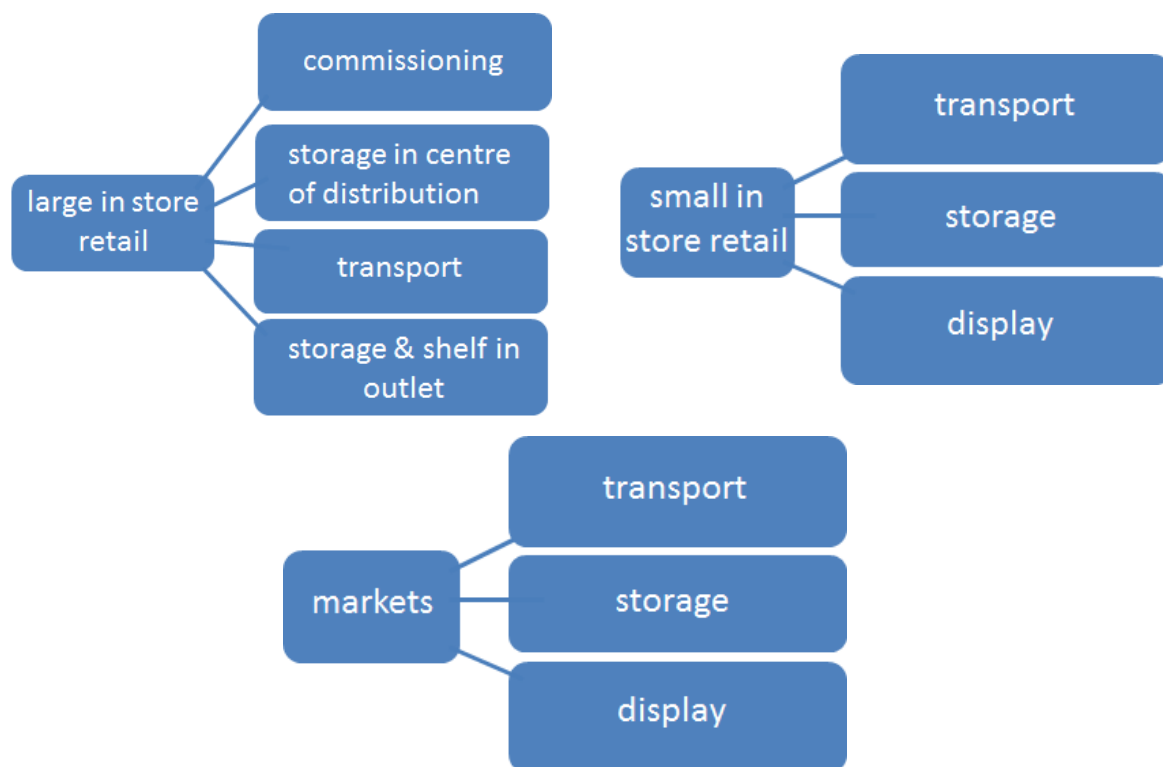 large in store
retail
commissioning
storage in centre
of distribution
transport
storage & shelf in
outlet
small in
store retail
transport
storage
display
markets
transport
storage
display